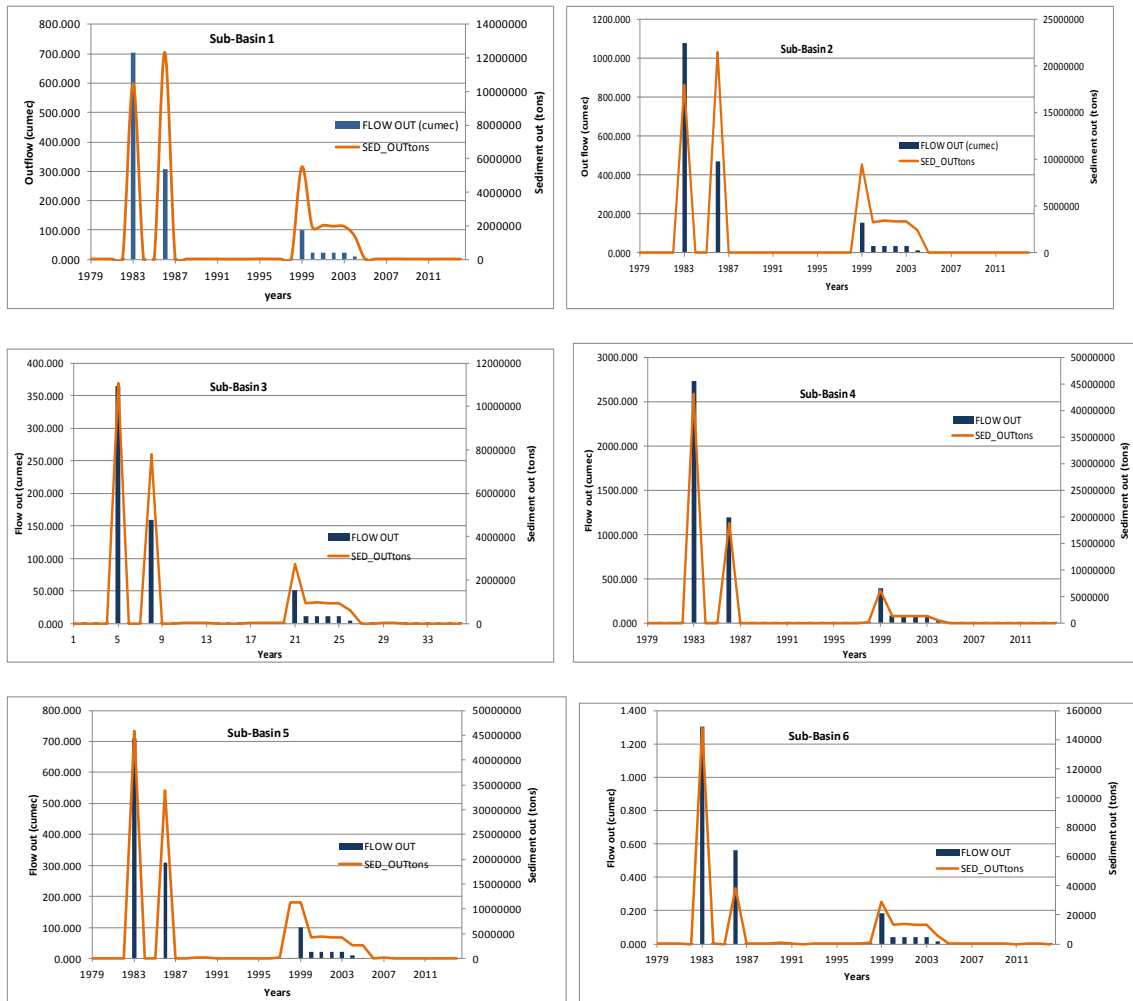 Sub-Basin 1
Outflow (cumec)
800.000
700.000
600.000
500.000
400.000
300.000
200.000
100.000
0.000
14000000
12000000
10000000
8000000
6000000
4000000
2000000
0
Sediment out (tons)
FLOW OUT (cumec)
SED_OUTtons
1979 1983 1987 1991 1995 1999 2003 2007 2011
years
Sub-Basin 2
Out flow (cumec)
1200.000
1000.000
800.000
600.000
400.000
200.000
0.000
25000000
20000000
15000000
10000000
5000000
0
Sediment out (tons)
FLOW OUT (cumec)
SED_OUTtons
1979 1983 1987 1991 1995 1999 2003 2007 2011
Years
Sub-Basin 3
Flow out (cumec)
400.000
350.000
300.000
250.000
200.000
150.000
100.000
50.000
0.000
12000000
10000000
8000000
6000000
4000000
2000000
0
Sediment out (tons)
FLOW OUT
SED_OUTtons
1 5 9 13 17 21 25 29 33
Years
Sub-Basin 4
Flow out (cumec)
3000.000
2500.000
2000.000
1500.000
1000.000
500.000
0.000
50000000
45000000
40000000
35000000
30000000
25000000
20000000
15000000
10000000
5000000
0
Sediment out (tons)
FLOW OUT
SED_OUTtons
1979 1983 1987 1991 1995 1999 2003 2007 2011
Years
Sub-Basin 5
Flow out (cumec)
800.000
700.000
600.000
500.000
400.000
300.000
200.000
100.000
0.000
50000000
45000000
40000000
35000000
30000000
25000000
20000000
15000000
10000000
5000000
0
Sediment out (tons)
FLOW OUT
SED_OUTtons
1979 1983 1987 1991 1995 1999 2003 2007 2011
Years
Sub-Basin 6
Flow out (cumec)
1.400
1.200
1.000
0.800
0.600
0.400
0.200
0.000
160000
140000
120000
100000
80000
60000
40000
20000
0
Sediment out (tons)
FLOW OUT
SED_OUTtons
1979 1983 1987 1991 1995 1999 2003 2007 2011
Years